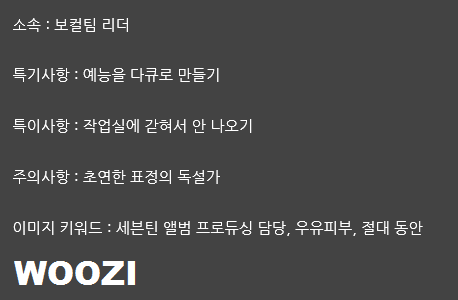 소속 : 보컬팀 리더
특기사항 : 예능을 다큐로 만들기
특이사항 : 작업실에 갇혀서 안 나오기
주의사항 : 초연한 표정의 독설가
이미지 키워드 : 세븐틴 앨범 프로듀싱 담당, 우유피부, 절대 동안
WOOZI